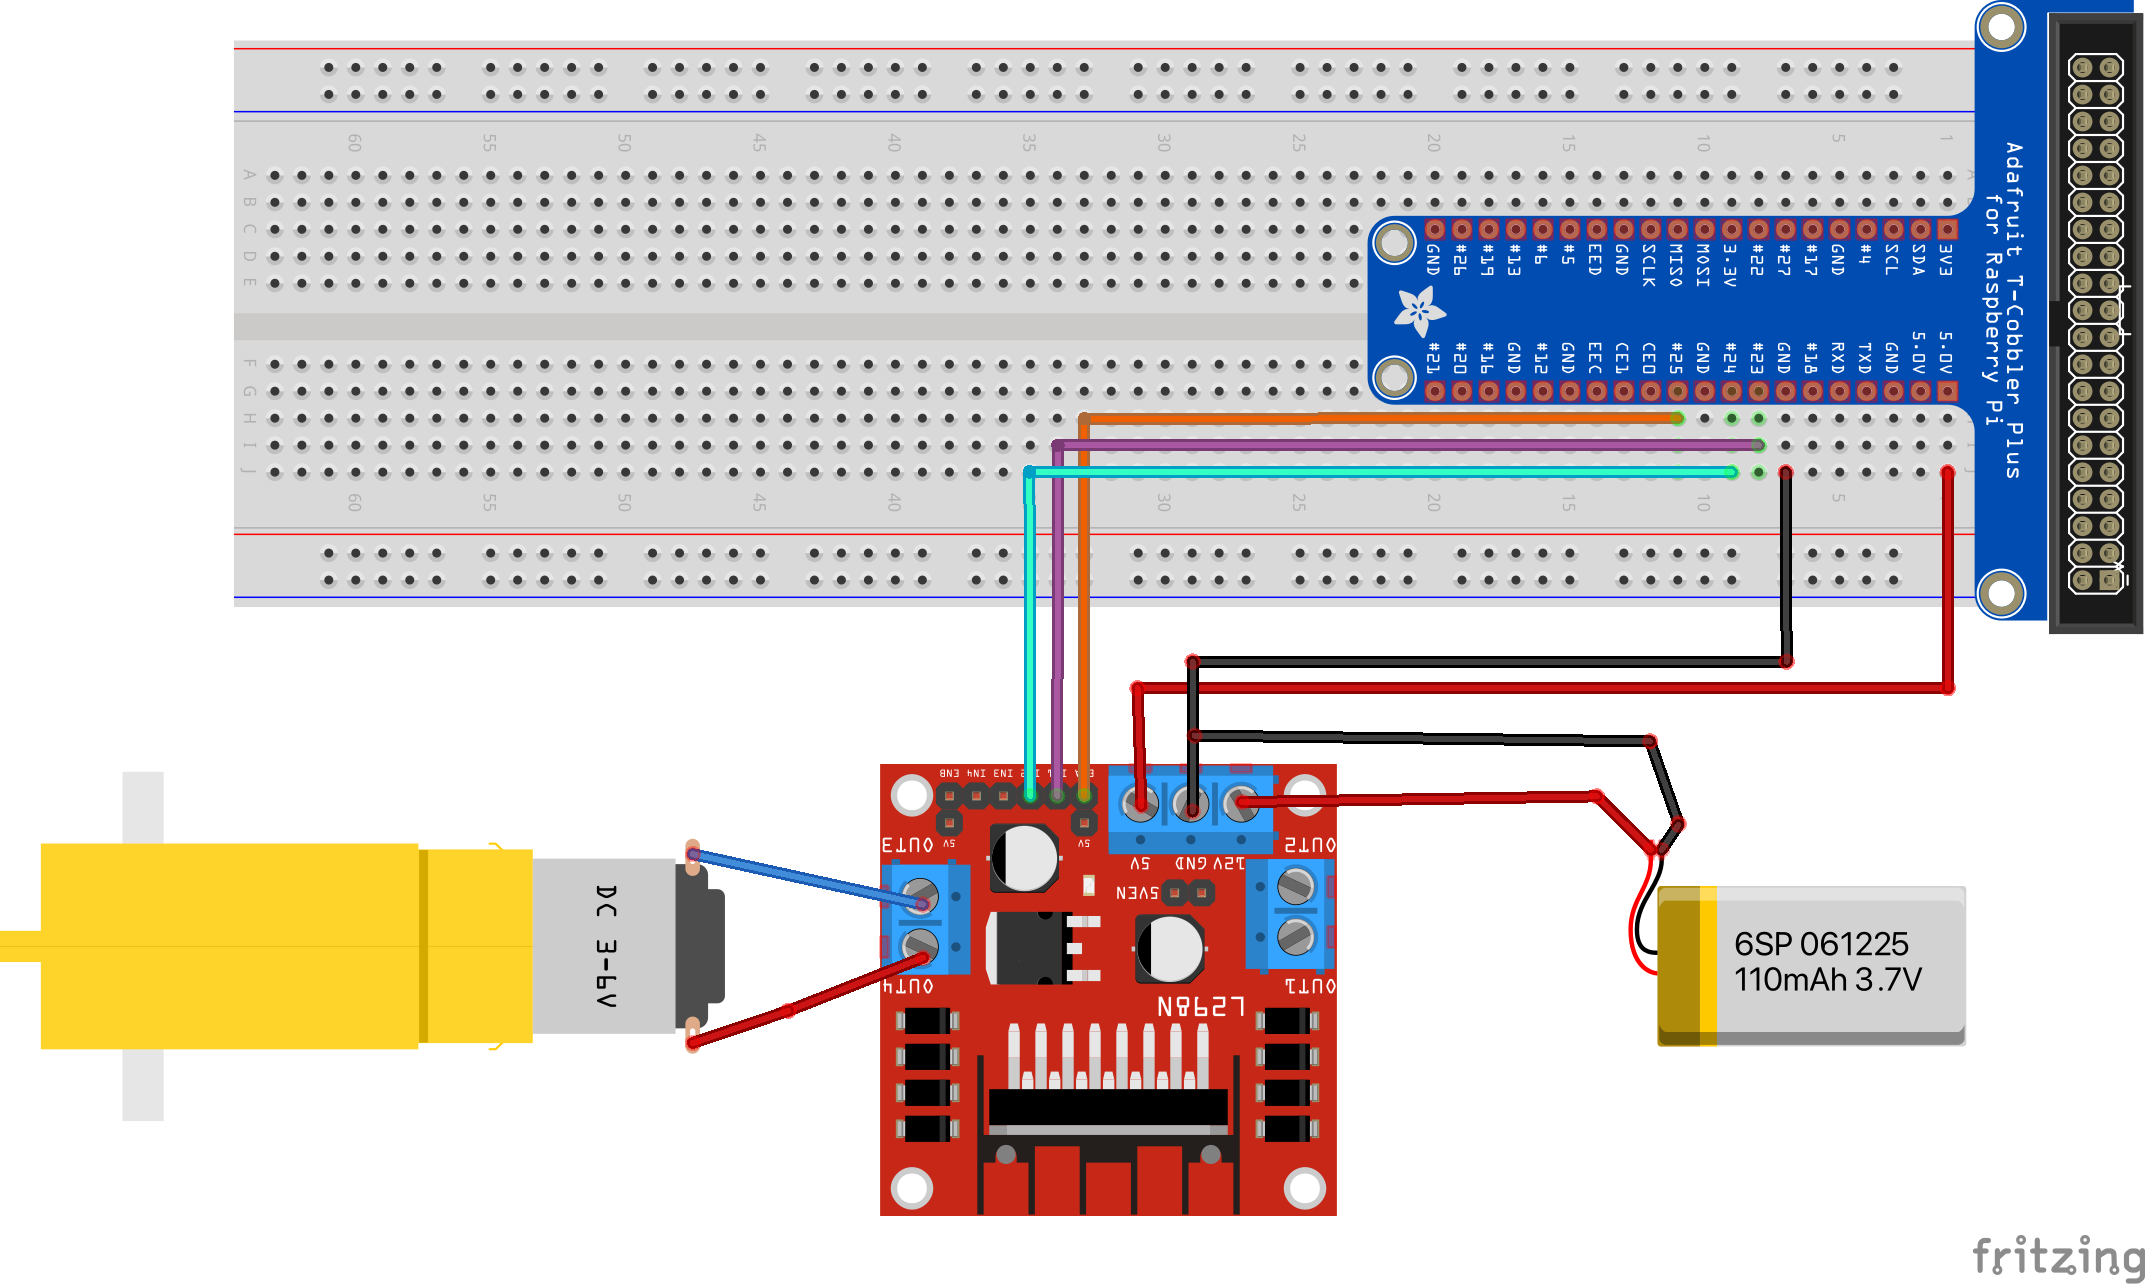 60 55 50 45 40 35 30 25 20 15 10 5 1
A
B
C
D
E
F
G
H
I
J
GND #26 #19 #13 #6 #5 EED GND SCLK MISO MOSI 3.3V #22 #27 #17 GND #4 SCL SDA 3V3
#21 #20 #16 GND #12 GND EEC CE1 CE0 #25 GND #24 #23 GND #18 RXD TXD GND 5.0V 5.0V
Adafruit T-Cobbler Plus
for Raspberry Pi
60 55 50 45 40 30 25 20 15 10 5
ENB IN4 IN3
5V 5V
OUT3
5V GND 12V
OUT2
5VEN
OUT4
OUT1
L298N
DC 3-6V
6SP 061225
110mAh 3.7V
fritzing